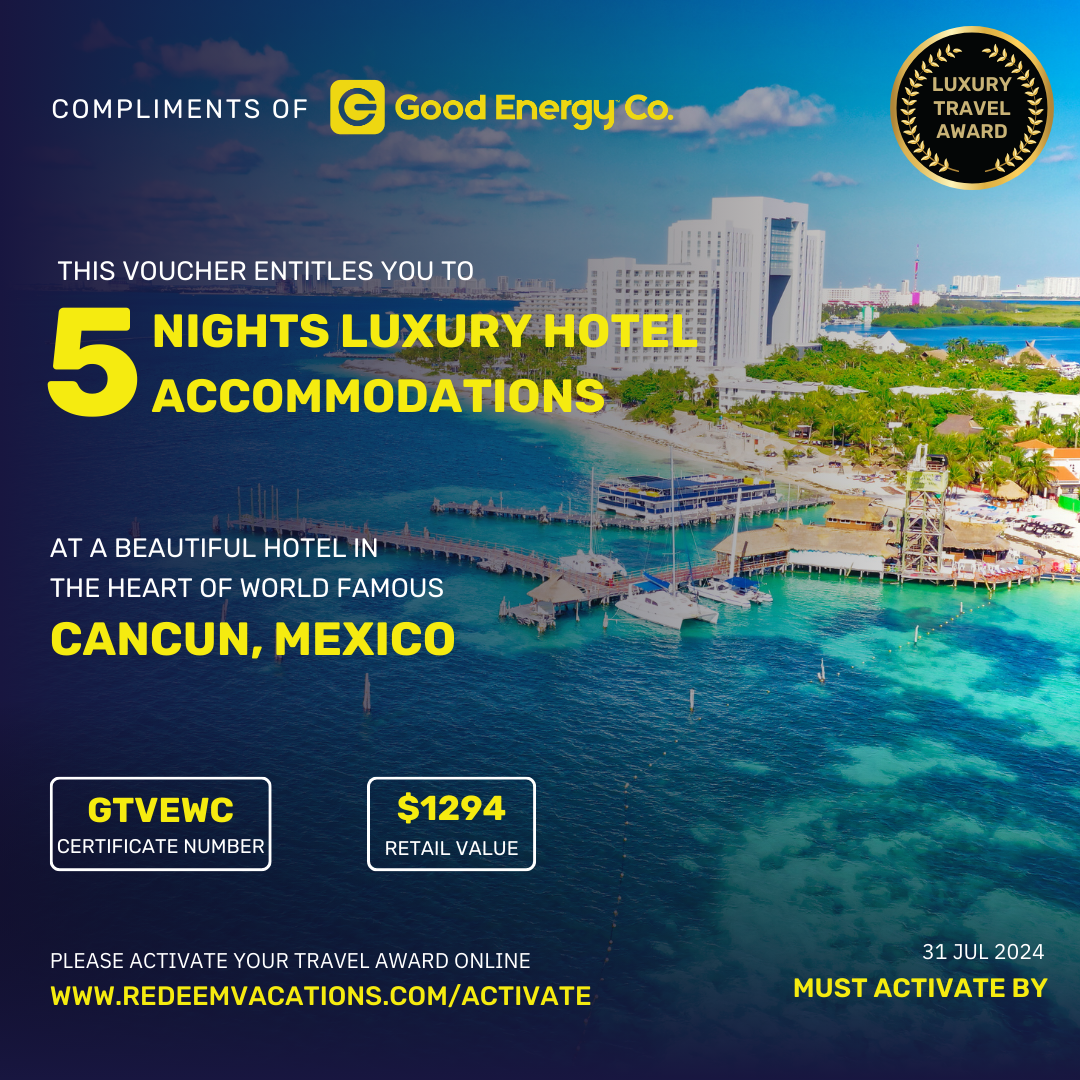 COMPLIMENTS OF Good Energy Co.
LUXURY
TRAVEL
AWARD
THIS VOUCHER ENTITLES YOU TO
5 NIGHTS LUXURY HOTEL
ACCOMMODATIONS
AT A BEAUTIFUL HOTEL IN
THE HEART OF WORLD FAMOUS
CANCUN, MEXICO
GTVEWC
CERTIFICATE NUMBER
$1294
RETAIL VALUE
PLEASE ACTIVATE YOUR TRAVEL AWARD ONLINE
WWW.REDEEMVACATIONS.COM/ACTIVATE
31 JUL 2024
MUST ACTIVATE BY